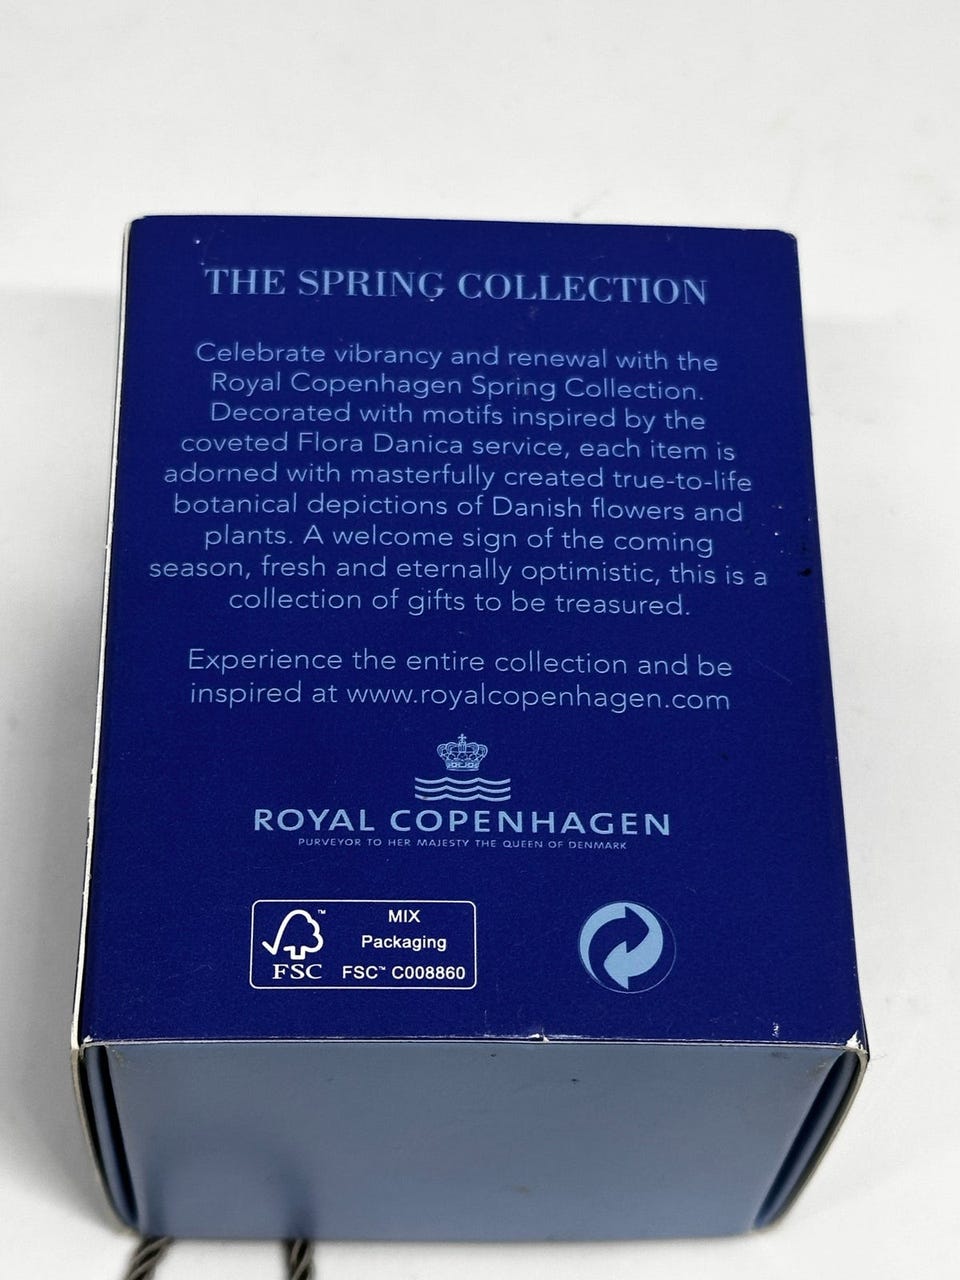 THE SPRING COLLECTION
Celebrate vibrancy and renewal with the
Royal Copenhagen Spring Collection.
Decorated with motifs inspired by the
coveted Flora Danica service, each item is
adorned with masterfully created true-to-life
botanical depictions of Danish flowers and
plants. A welcome sign of the coming
season, fresh and eternally optimistic, this is a
collection of gifts to be treasured.
Experience the entire collection and be
inspired at www.royalcopenhagen.com
ROYAL COPENHAGEN
PURVEYOR TO HER MAJESTY THE QUEEN OF DENMARK
™
FSC
MIX
Packaging
FSC™ C008860